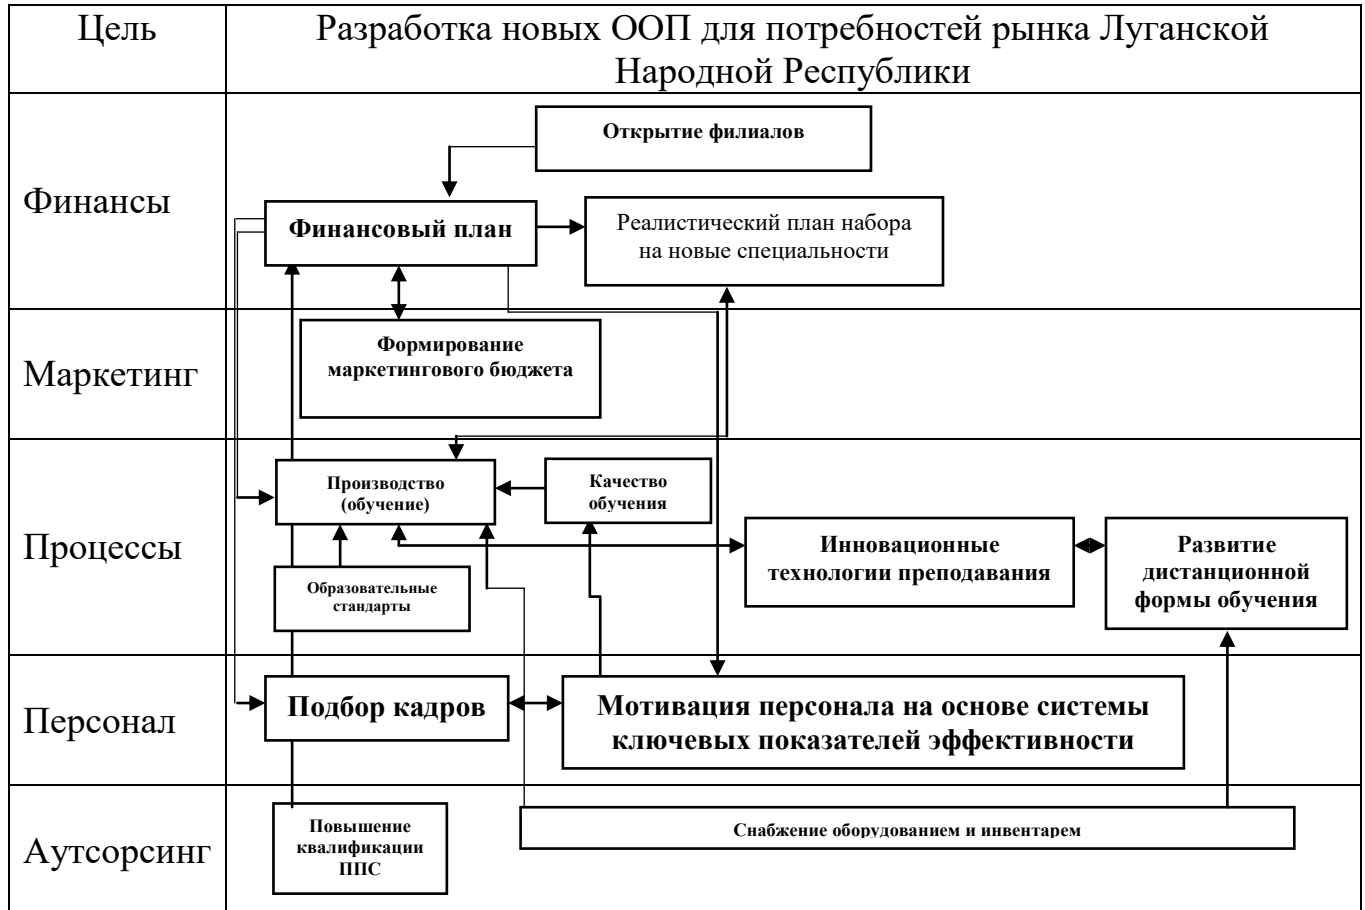 Цель
Разработка новых ООП для потребностей рынка Луганской
Народной Республики
Финансы
Открытие филиалов
Финансовый план
Реалистический план набора
на новые специальности
Маркетинг
Формирование
маркетингового бюджета
Процессы
Производство
(обучение)
Качество
обучения
Инновационные
технологии преподавания
Развитие
дистанционной
формы обучения
Образовательные
стандарты
Персонал
Подбор кадров
Мотивация персонала на основе системы
ключевых показателей эффективности
Аутсорсинг
Повышение
квалификации
ППС
Снабжение оборудованием и инвентарем